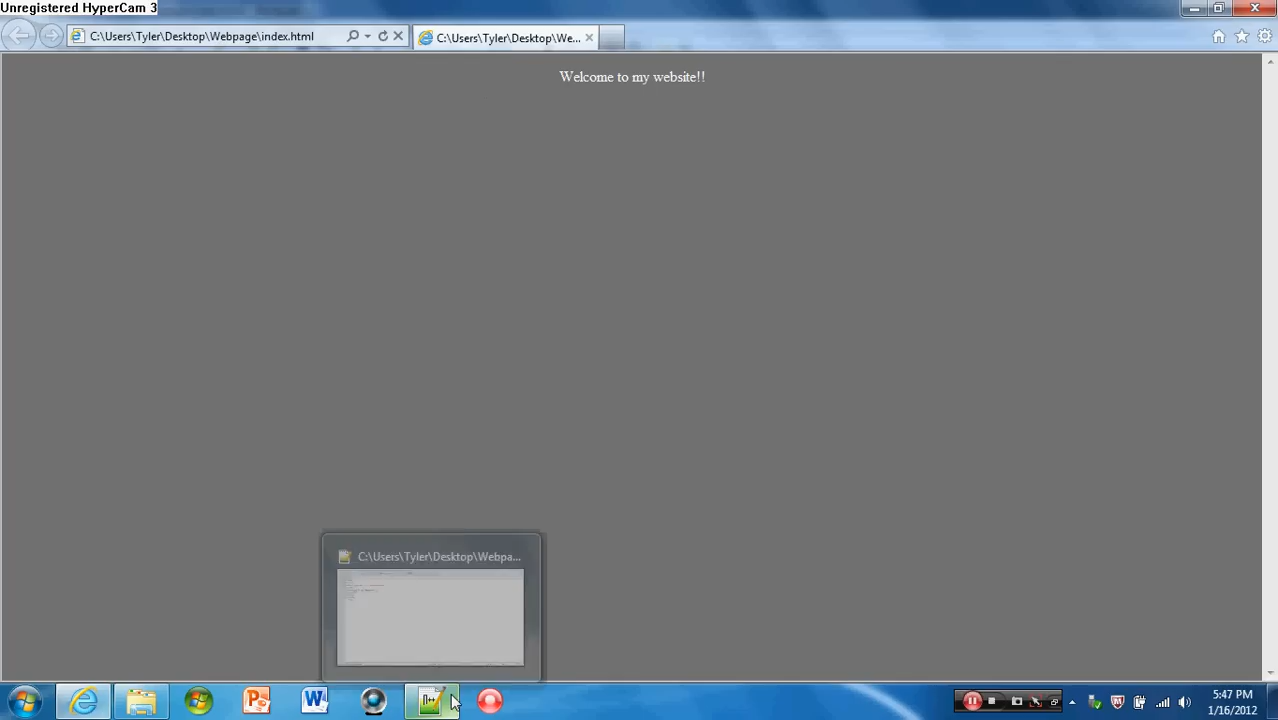 Unregistered HyperCam 3
C:\Users\Tyler\Desktop\Webpage\index.html
C:\Users\Tyler\Desktop\We...
Welcome to my website!!
C:\Users\Tyler\Desktop\Webpa...
5:47 PM
1/16/2012